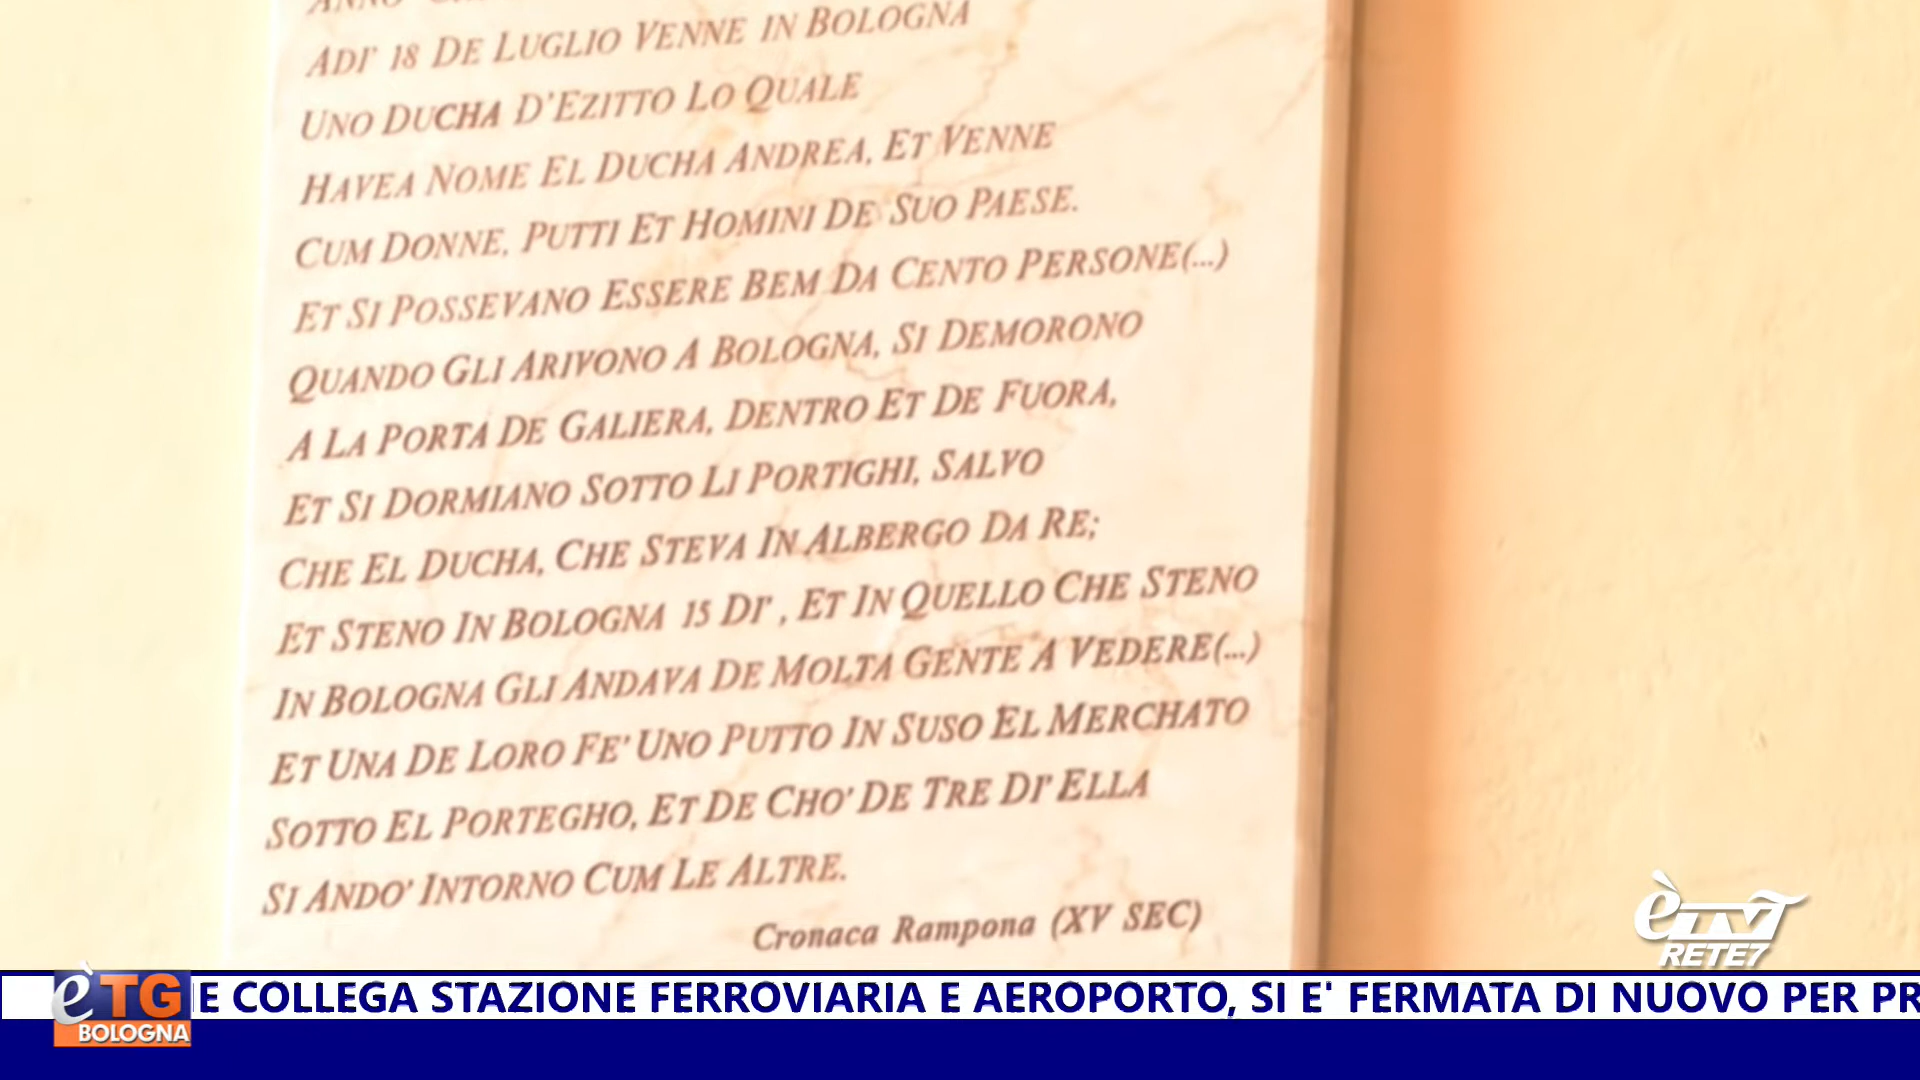 ANNO
ADI' 18 DE LUGLIO VENNE IN BOLOGNA
UNO DUCHA D'EZITTO LO QUALE
HAVEA NOME EL DUCHA ANDREA, ET VENNE
CUM DONNE, PUTTI ET HOMINI DE SUO PAESE.
ET SI POSSEVANO ESSERE BEM DA CENTO PERSONE(...)
QUANDO GLI ARIVONO A BOLOGNA, SI DEMORONO
A LA PORTA DE GALIERA, DENTRO ET DE FUORA,
ET SI DORMIANO SOTTO LI PORTIGHI, SALVO
CHE EL DUCHA, CHE STEVA IN ALBERGO DA RE;
ET STENO IN BOLOGNA 15 DI', ET IN QUELLO CHE STENO
IN BOLOGNA GLI ANDAVA DE MOLTA GENTE A VEDERE(...)
ET UNA DE LORO FE' UNO PUTTO IN SUSO EL MERCHATO
SOTTO EL PORTEGHO, ET DE CHO' DE TRE DI' ELLA
SI ANDO' INTORNO CUM LE ALTRE.
Cronaca Rampona (XV SEC)
è TV
RETE7
è TG
BOLOGNA
E COLLEGA STAZIONE FERROVIARIA E AEROPORTO, SI E' FERMATA DI NUOVO PER PR